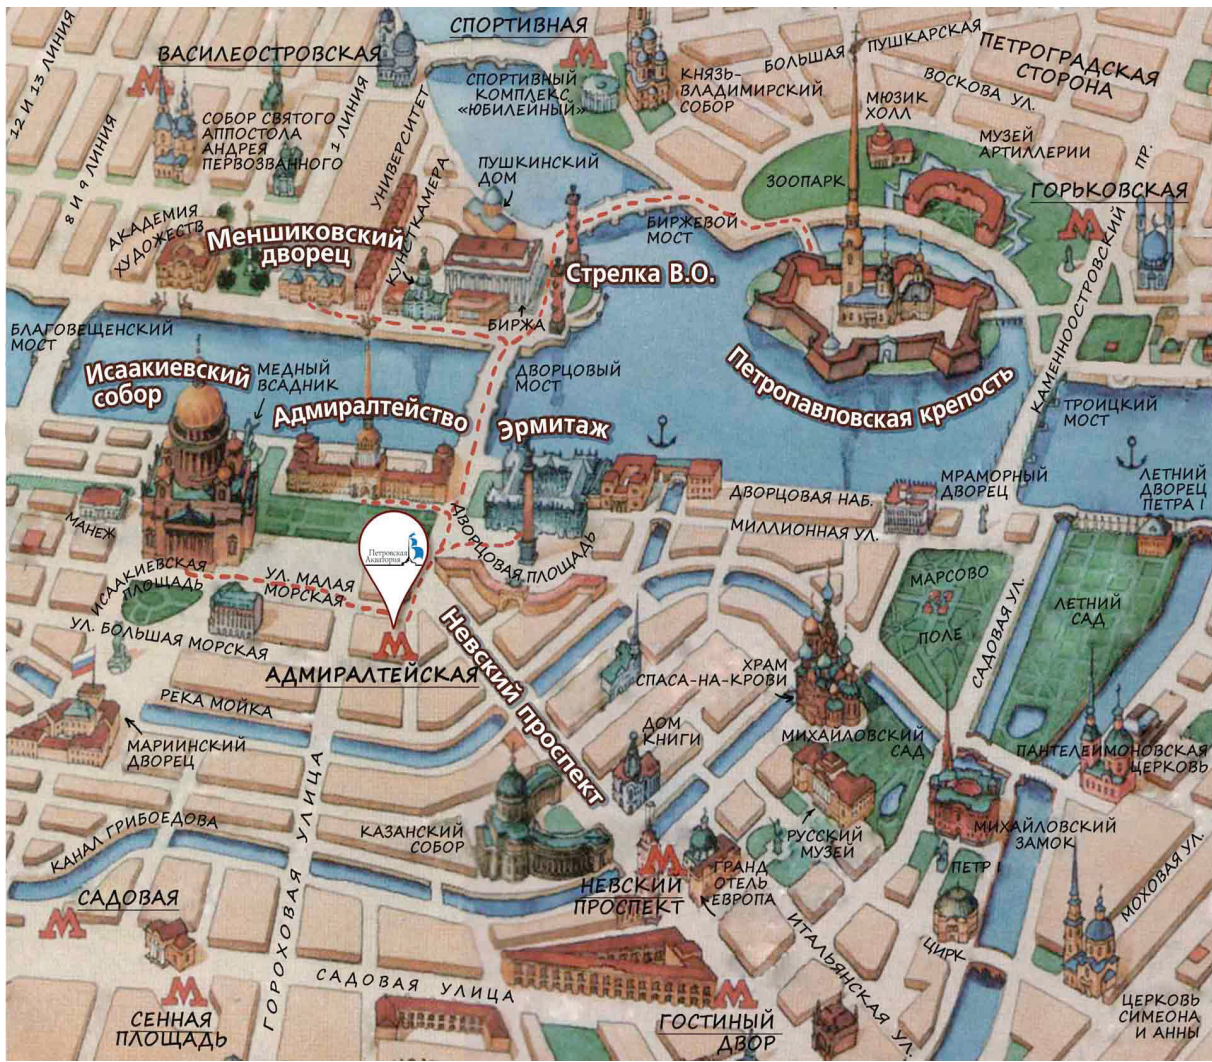 СПОРТИВНАЯ
ВАСИЛЕОСТРОВСКАЯ
12 И 13 ЛИНИЯ
8 И 9 ЛИНИЯ
1 ЛИНИЯ
СОБОР СВЯТОГО
АППОСТОЛА
АНДРЕЯ
ПЕРВОЗВАННОГО
УНИВЕРСИТЕТ
СПОРТИВНЫЙ
КОМПЛЕКС
«ЮБИЛЕЙНЫЙ»
КНЯЗЬ-
ВЛАДИМИРСКИЙ
СОБОР
БОЛЬШАЯ ПУШКАРСКАЯ
ПЕТРОГРАДСКАЯ
СТОРОНА
ВОСКОВА УЛ.
МЮЗИК
ХОЛЛ
МУЗЕЙ
АРТИЛЛЕРИИ
ЗООПАРК
ГОРЬКОВСКАЯ
КАМЕННООСТРОВСКИЙ ПР.
ПУШКИНСКИЙ
ДОМ
КУНСТКАМЕРА
АКАДЕМИЯ
ХУДОЖЕСТВ
Меншиковский
дворец
БИРЖЕВОЙ
МОСТ
Стрелка В.О.
БИРЖА
БЛАГОВЕЩЕНСКИЙ
МОСТ
Исаакиевский
собор
МЕДНЫЙ
ВСАДНИК
Адмиралтейство
ДВОРЦОВЫЙ
МОСТ
Эрмитаж
Петропавловская крепость
ТРОИЦКИЙ
МОСТ
МАНЕЖ
ДВОРЦОВАЯ НАБ.
МРАМОРНЫЙ
ДВОРЕЦ
ЛЕТНИЙ
ДВОРЕЦ
ПЕТРА I
МИЛЛИОННАЯ УЛ.
ДВОРЦОВАЯ ПЛОЩАДЬ
Петровская
Акватория
ИСААКИЕВСКАЯ
ПЛОЩАДЬ
УЛ. МАЛАЯ
МОРСКАЯ
УЛ. БОЛЬШАЯ МОРСКАЯ
АДМИРАЛТЕЙСКАЯ
Невский проспект
МАРСОВО
ПОЛЕ
САДОВАЯ УЛ.
ЛЕТНИЙ
САД
ХРАМ
СПАСА-НА-КРОВИ
РЕКА МОЙКА
МАРИИНСКИЙ
ДВОРЕЦ
ДОМ
КНИГИ
МИХАЙЛОВСКИЙ
САД
ПАНТЕЛЕИМОНОВСКАЯ
ЦЕРКОВЬ
КАНАЛ ГРИБОЕДОВА
ГОРОХОВАЯ УЛИЦА
КАЗАНСКИЙ
СОБОР
РУССКИЙ
МУЗЕЙ
МИХАЙЛОВСКИЙ
ЗАМОК
ПЕТР I
МОХОВАЯ УЛ.
САДОВАЯ
НЕВСКИЙ
ПРОСПЕКТ
ГРАНД
ОТЕЛЬ
ЕВРОПА
ИТАЛЬЯНСКАЯ УЛ.
ЦИРК
САДОВАЯ УЛИЦА
СЕННАЯ
ПЛОЩАДЬ
ГОСТИНЫЙ
ДВОР
ЦЕРКОВЬ
СИМЕОНА
И АННЫ